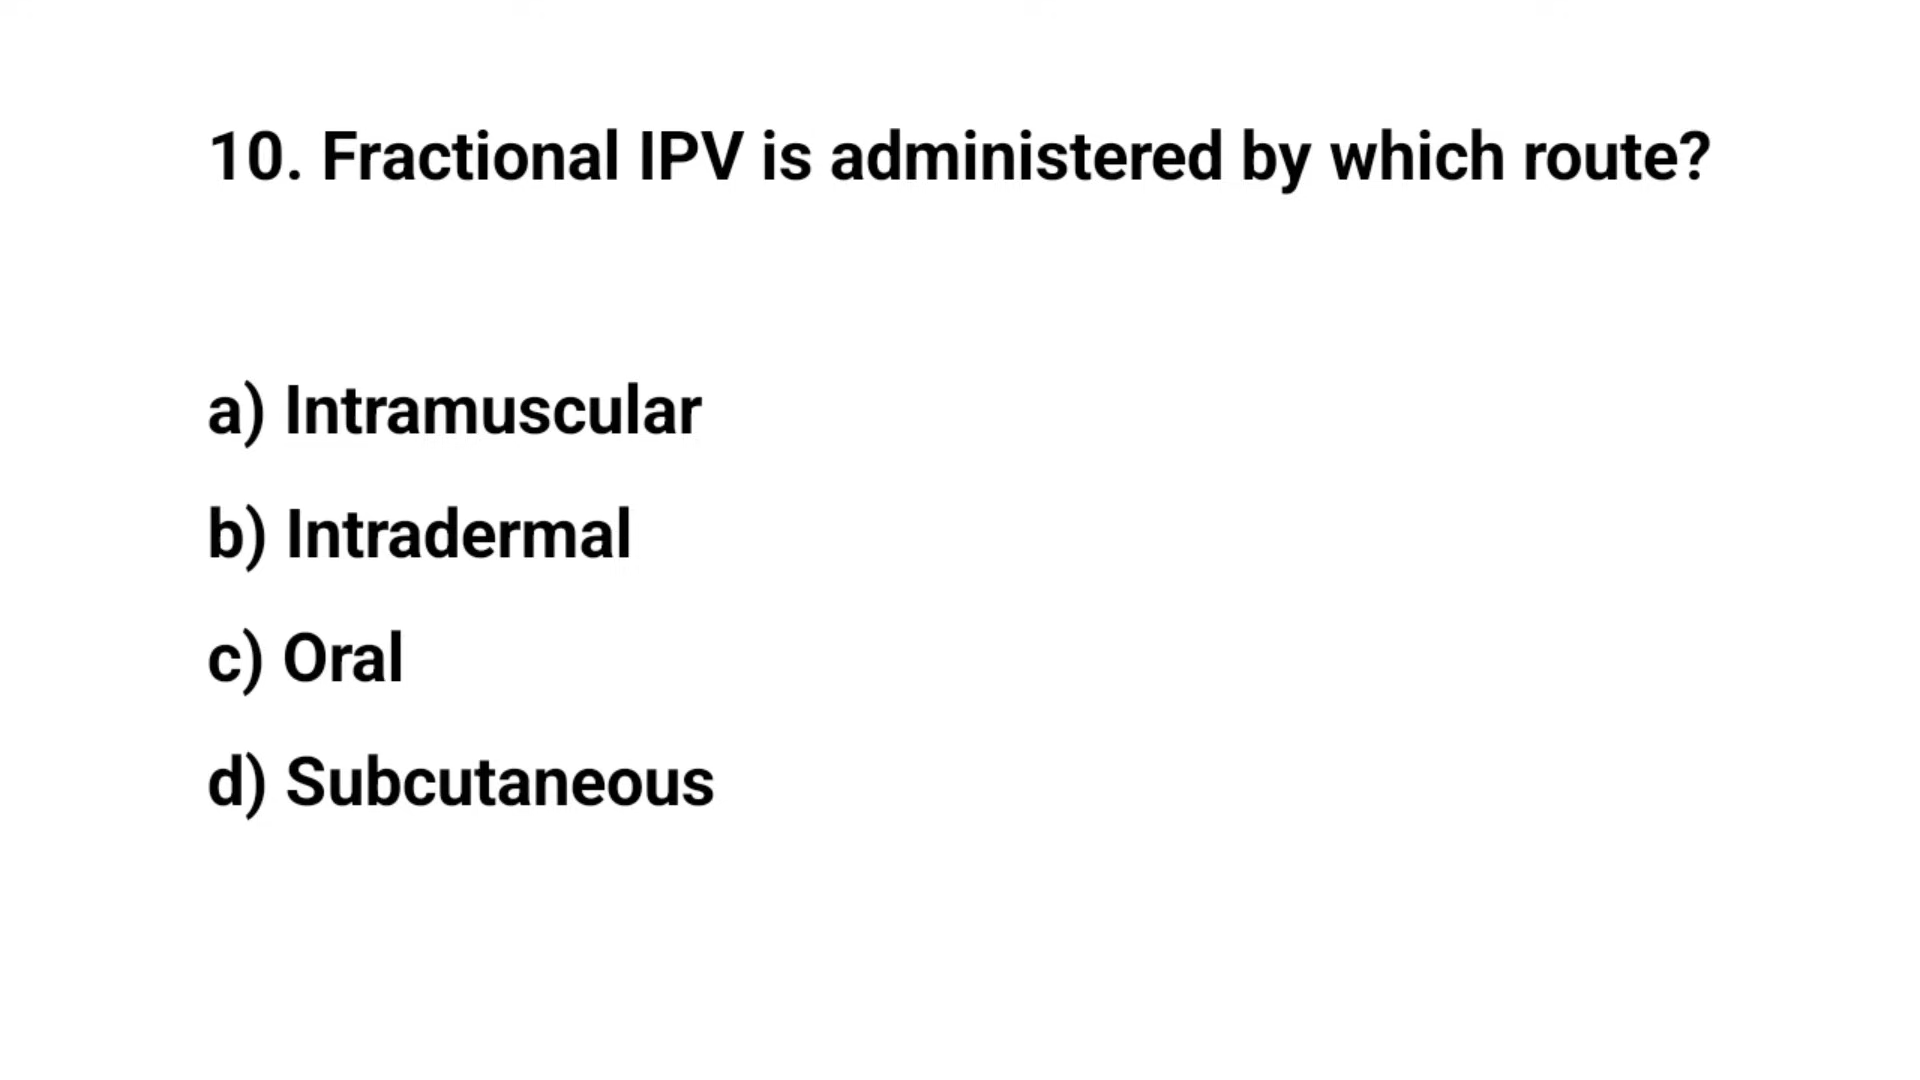 10. Fractional IPV is administered by which route?
a) Intramuscular
b) Intradermal
c) Oral
d) Subcutaneous